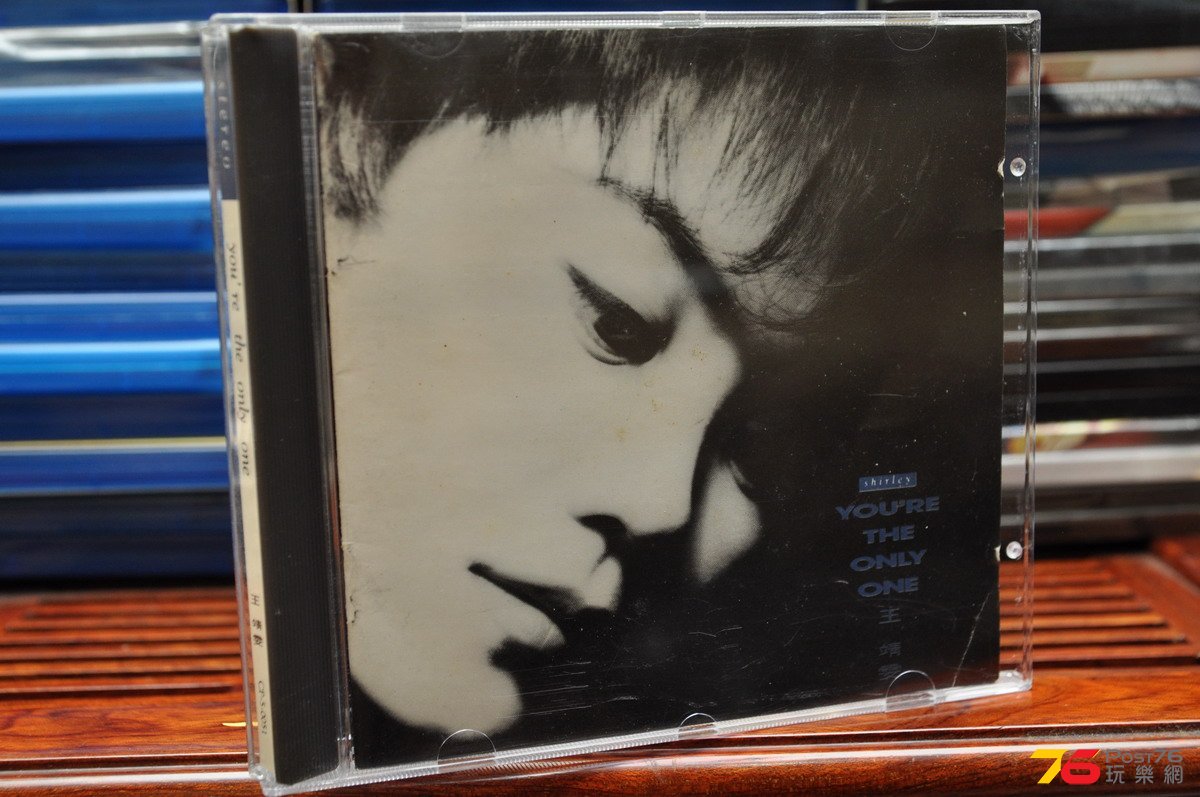 stereo
you're the only one
王 靖雯
shirley
YOU'RE
THE
ONLY
ONE
王
靖
雯
76 Post76
玩樂網